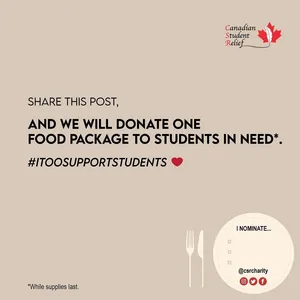 Canadian
Student
Relief
SHARE THIS POST,
AND WE WILL DONATE ONE
FOOD PACKAGE TO STUDENTS IN NEED*.
#ITOOSUPPORTSTUDENTS
I NOMINATE...
@csrcharity
*While supplies last.